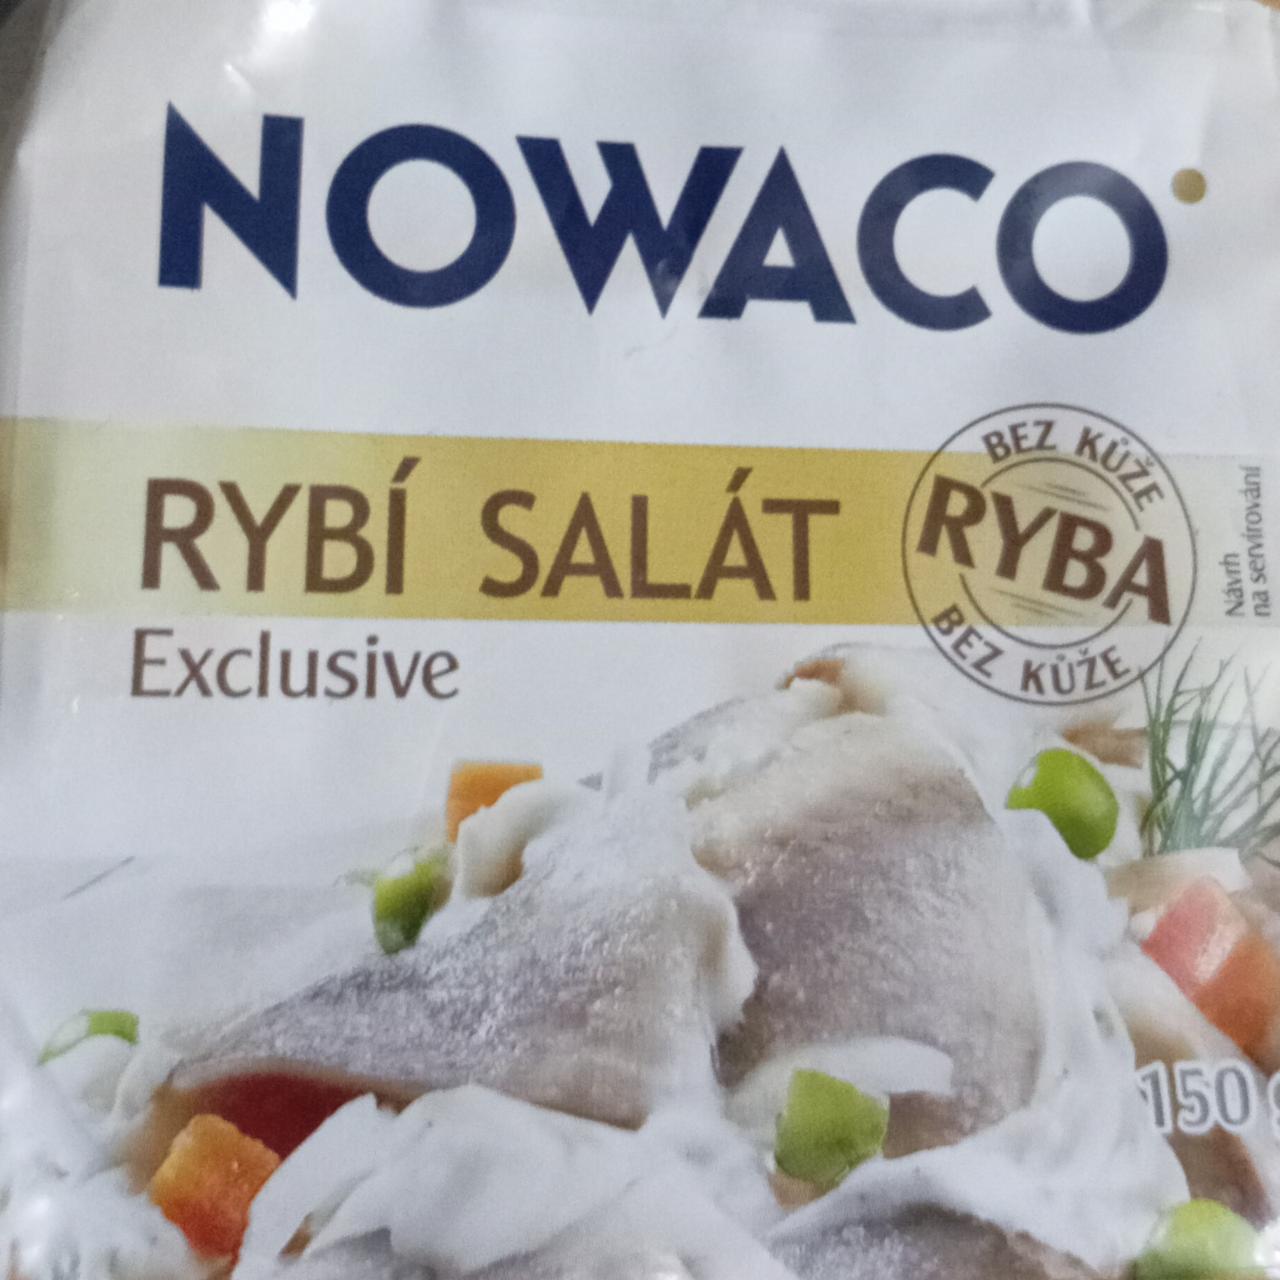 NOWACO
RYBÍ SALÁT
Exclusive
BEZ KŮŽE
RYBA
BEZ KŮŽE
Návrh
na servírování
150 g